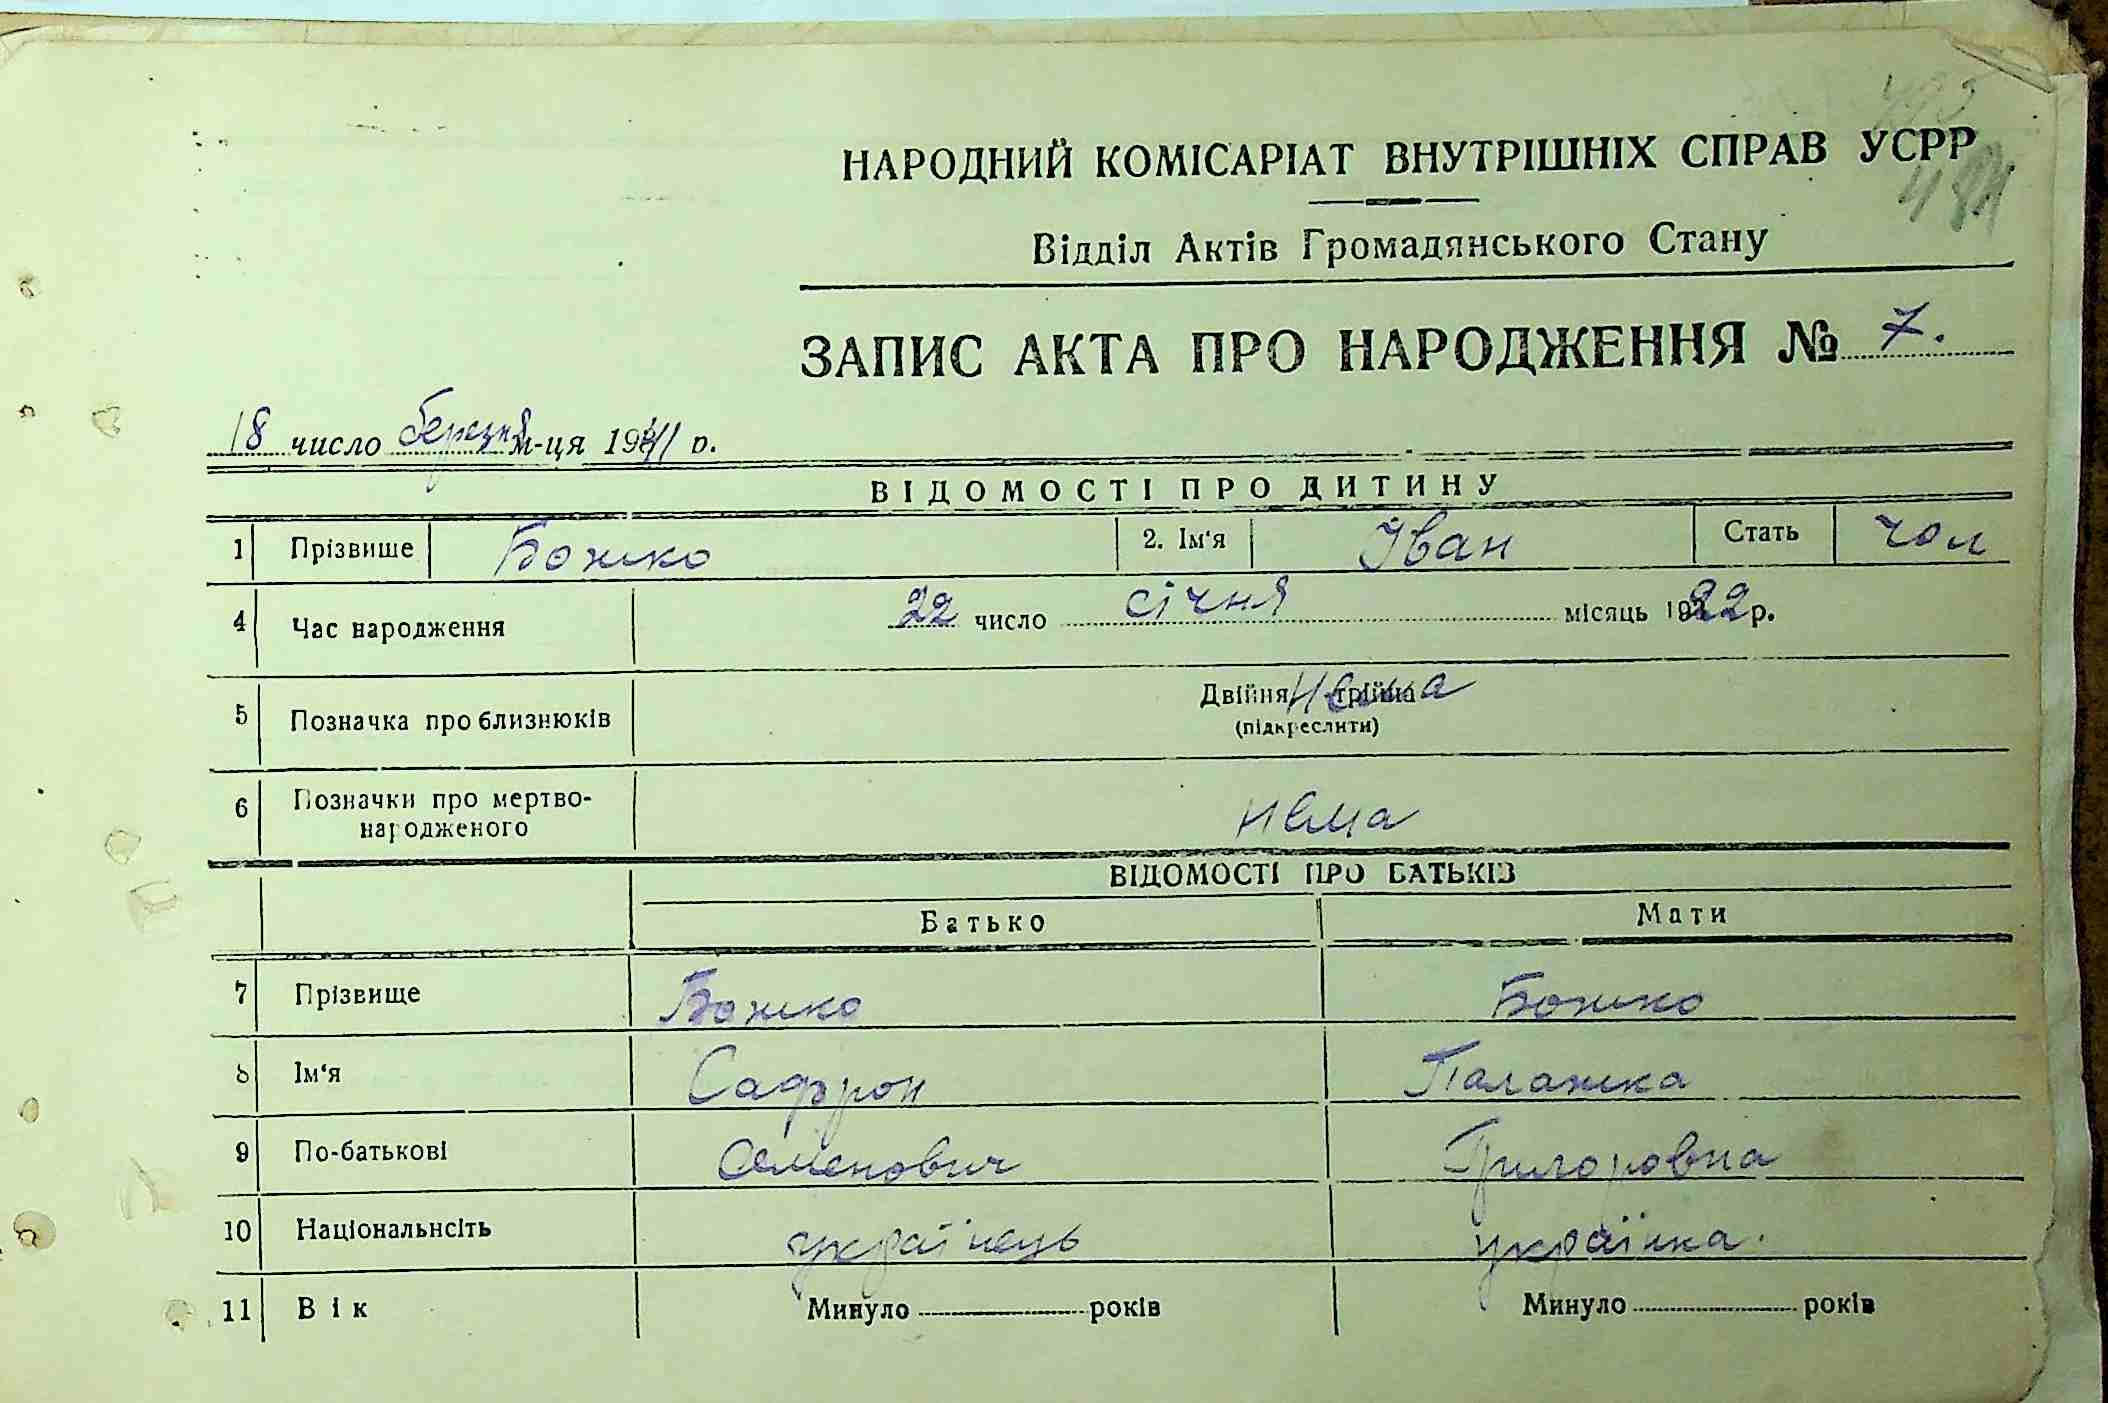 495
НАРОДНИЙ КОМІСАРІАТ ВНУТРІШНІХ СПРАВ УСРР
Відділ Актів Громадянського Стану
ЗАПИС АКТА ПРО НАРОДЖЕННЯ № 7.
18 число березня м-ця 1941 р.
ВІДОМОСТІ ПРО ДИТИНУ
1 Прізвище Божко 2. Ім'я Іван Стать чол
4 Час народження 22 число січня місяць 1922 р.
5 Позначка про близнюків Двійня трійня нема
(підкреслити)
6 Позначки про мертво-
народженого нема
ВІДОМОСТІ ПРО БАТЬКІВ
Батько Мати
7 Прізвище Божко Божко
8 Ім'я Сафрон Палажка
9 По-батькові Семенович Григоровна
10 Національнсіть українець українка.
11 Вік Минуло років Минуло років